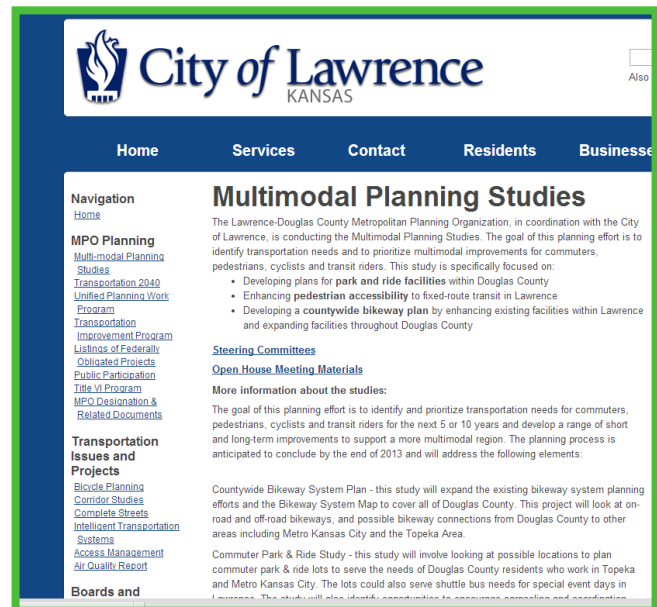 City of Lawrence
KANSAS
Also
Home Services Contact Residents Businesse
Navigation
Home
MPO Planning
Multi-modal Planning
Studies
Transportation 2040
Unified Planning Work
Program
Transportation
Improvement Program
Listings of Federally
Obligated Projects
Public Participation
Title VI Program
MPO Designation &
Related Documents
Transportation
Issues and
Projects
Bicycle Planning
Corridor Studies
Complete Streets
Intelligent Transportation
Systems
Access Management
Air Quality Report
Boards and
Multimodal Planning Studies
The Lawrence-Douglas County Metropolitan Planning Organization, in coordination with the City
of Lawrence, is conducting the Multimodal Planning Studies. The goal of this planning effort is to
identify transportation needs and to prioritize multimodal improvements for commuters,
pedestrians, cyclists and transit riders. This study is specifically focused on:
• Developing plans for park and ride facilities within Douglas County
• Enhancing pedestrian accessibility to fixed-route transit in Lawrence
• Developing a countywide bikeway plan by enhancing existing facilities within Lawrence
and expanding facilities throughout Douglas County
Steering Committees
Open House Meeting Materials
More information about the studies:
The goal of this planning effort is to identify and prioritize transportation needs for commuters,
pedestrians, cyclists and transit riders for the next 5 or 10 years and develop a range of short
and long-term improvements to support a more multimodal region. The planning process is
anticipated to conclude by the end of 2013 and will address the following elements:
Countywide Bikeway System Plan - this study will expand the existing bikeway system planning
efforts and the Bikeway System Map to cover all of Douglas County. This project will look at on-
road and off-road bikeways, and possible bikeway connections from Douglas County to other
areas including Metro Kansas City and the Topeka Area.
Commuter Park & Ride Study - this study will involve looking at possible locations to plan
commuter park & ride lots to serve the needs of Douglas County residents who work in Topeka
and Metro Kansas City. The lots could also serve shuttle bus needs for special event days in
Lawrence. The study will also identify opportunities to encourage carpooling and coordination